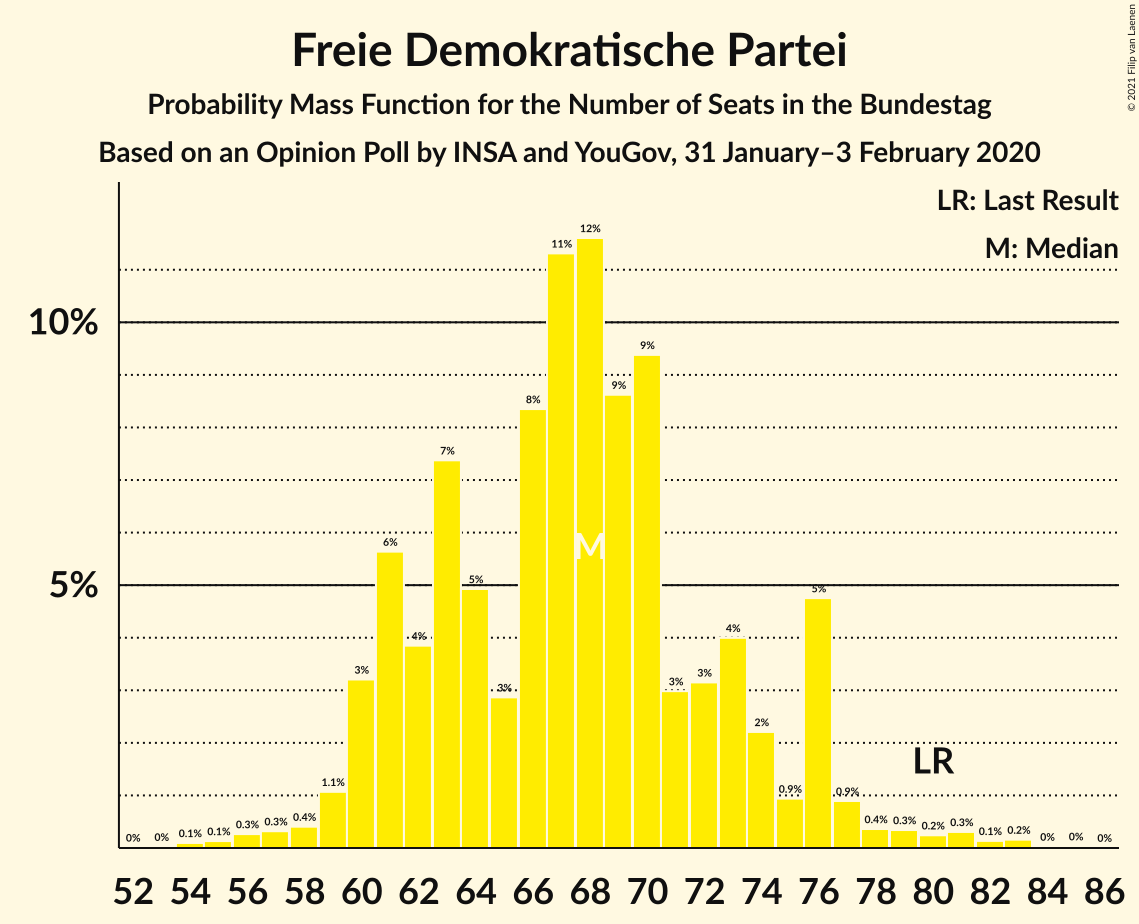 © 2021 Filip van Laenen
Freie Demokratische Partei
Probability Mass Function for the Number of Seats in the Bundestag
Based on an Opinion Poll by INSA and YouGov, 31 January–3 February 2020
LR: Last Result
M: Median
10%
5%
0% 0% 0.1% 0.1% 0.3% 0.3% 0.4% 1.1% 3% 6% 4% 7% 5% 3% 8% 11% 12% 9% 9% 3% 3% 4% 2% 0.9% 5% 0.9% 0.4% 0.3% 0.2% 0.3% 0.1% 0.2% 0% 0% 0%
M
LR
52 54 56 58 60 62 64 66 68 70 72 74 76 78 80 82 84 86